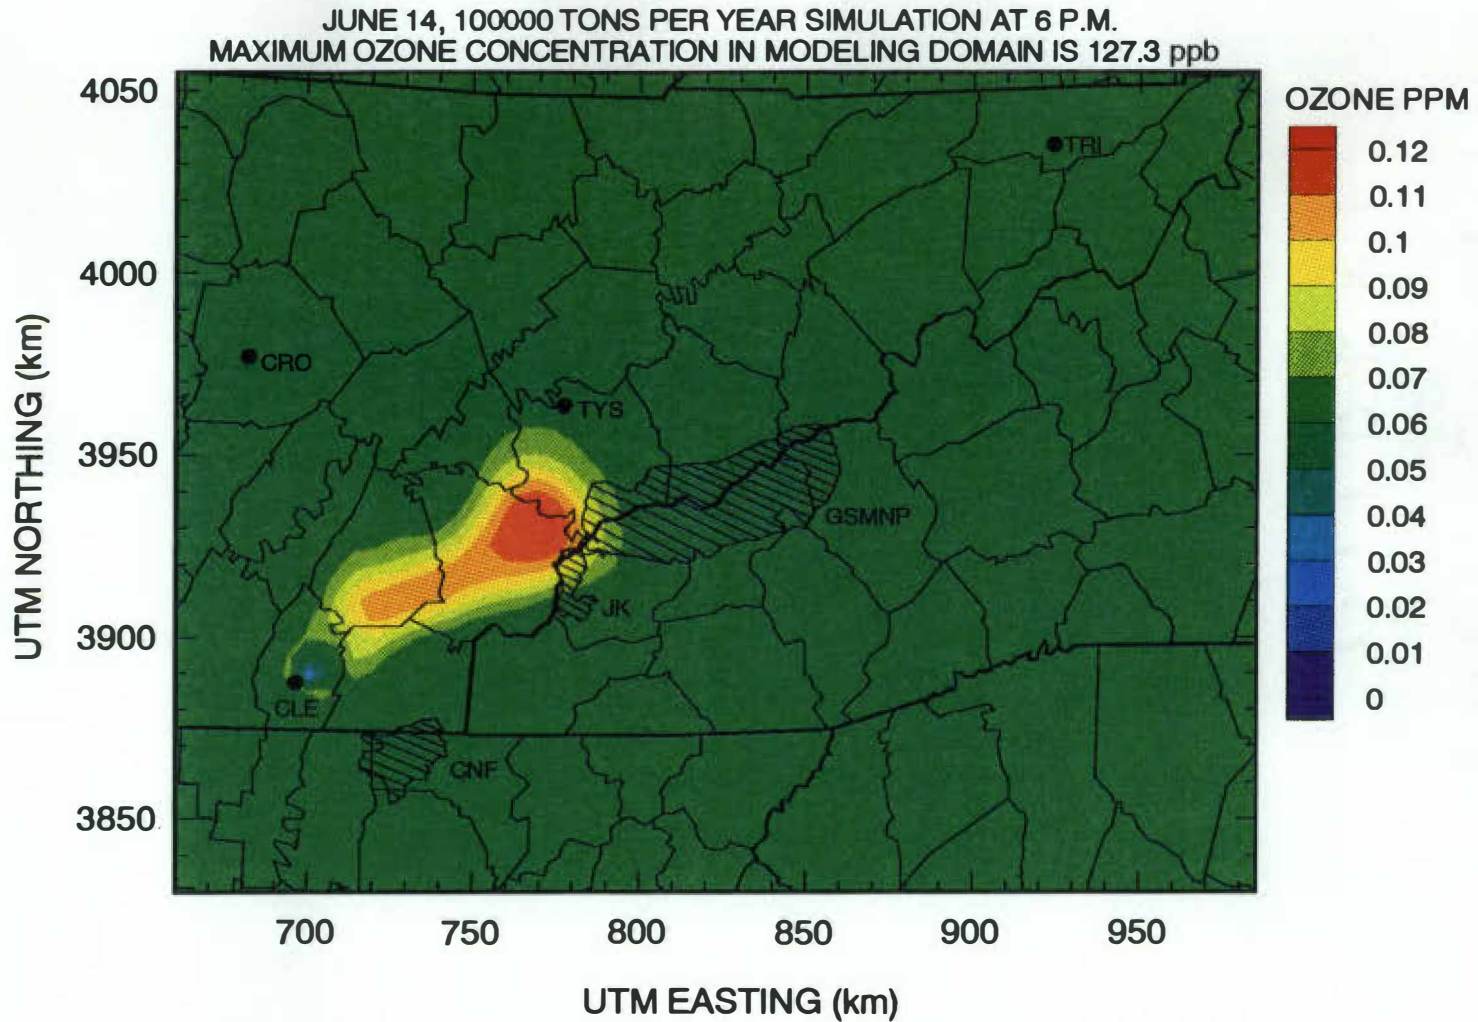 JUNE 14, 100000 TONS PER YEAR SIMULATION AT 6 P.M.
MAXIMUM OZONE CONCENTRATION IN MODELING DOMAIN IS 127.3 ppb
OZONE PPM
0.12
0.11
0.1
0.09
0.08
0.07
0.06
0.05
0.04
0.03
0.02
0.01
0
UTM NORTHING (km)
4050
4000
3950
3900
3850
TRI
CRO
TYS
GSMNP
JK
CLE
CNF
700
750
800
850
900
950
UTM EASTING (km)